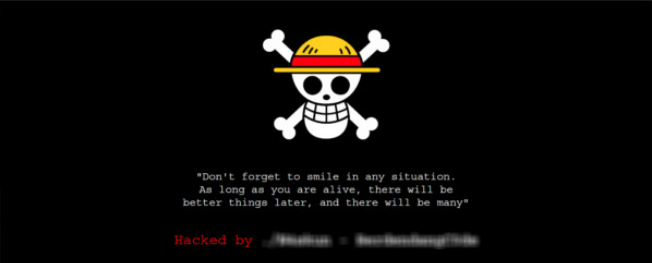 "Don't forget to smile in any situation.
As long as you are alive, there will be
better things later, and there will be many"
Hacked by